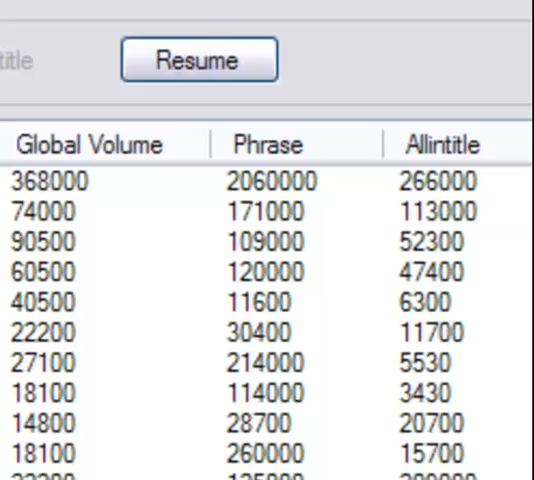 title Resume
Global Volume Phrase Allintitle
368000 2060000 266000
74000 171000 113000
90500 109000 52300
60500 120000 47400
40500 11600 6300
22200 30400 11700
27100 214000 5530
18100 114000 3430
14800 28700 20700
18100 260000 15700